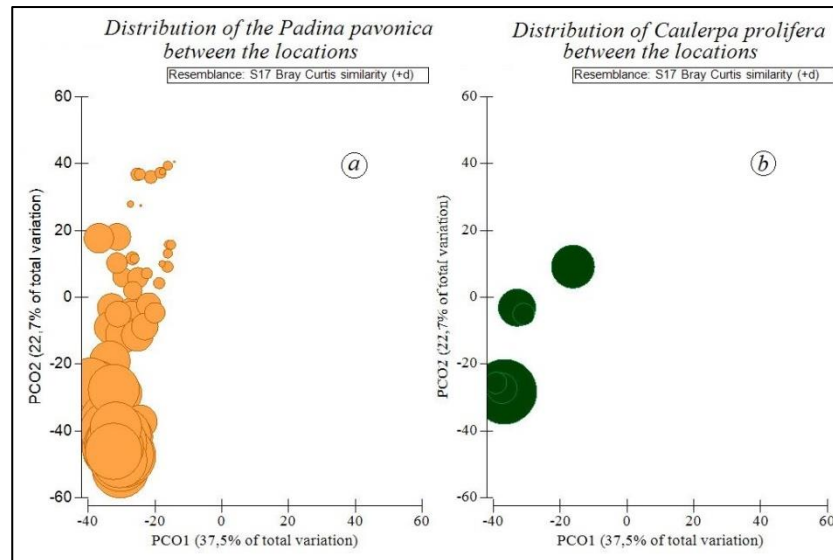 Distribution of the Padina pavonica
between the locations
Resemblance: S17 Bray Curtis similarity (+d)
a
60
40
20
0
-20
-40
-60
PCO2 (22,7% of total variation)
-40 -20 0 20 40 60
PCO1 (37,5% of total variation)
Distribution of Caulerpa prolifera
between the locations
Resemblance: S17 Bray Curtis similarity (+d)
b
60
40
20
0
-20
-40
-60
PCO2 (22,7% of total variation)
-40 -20 0 20 40 60
PCO1 (37,5% of total variation)